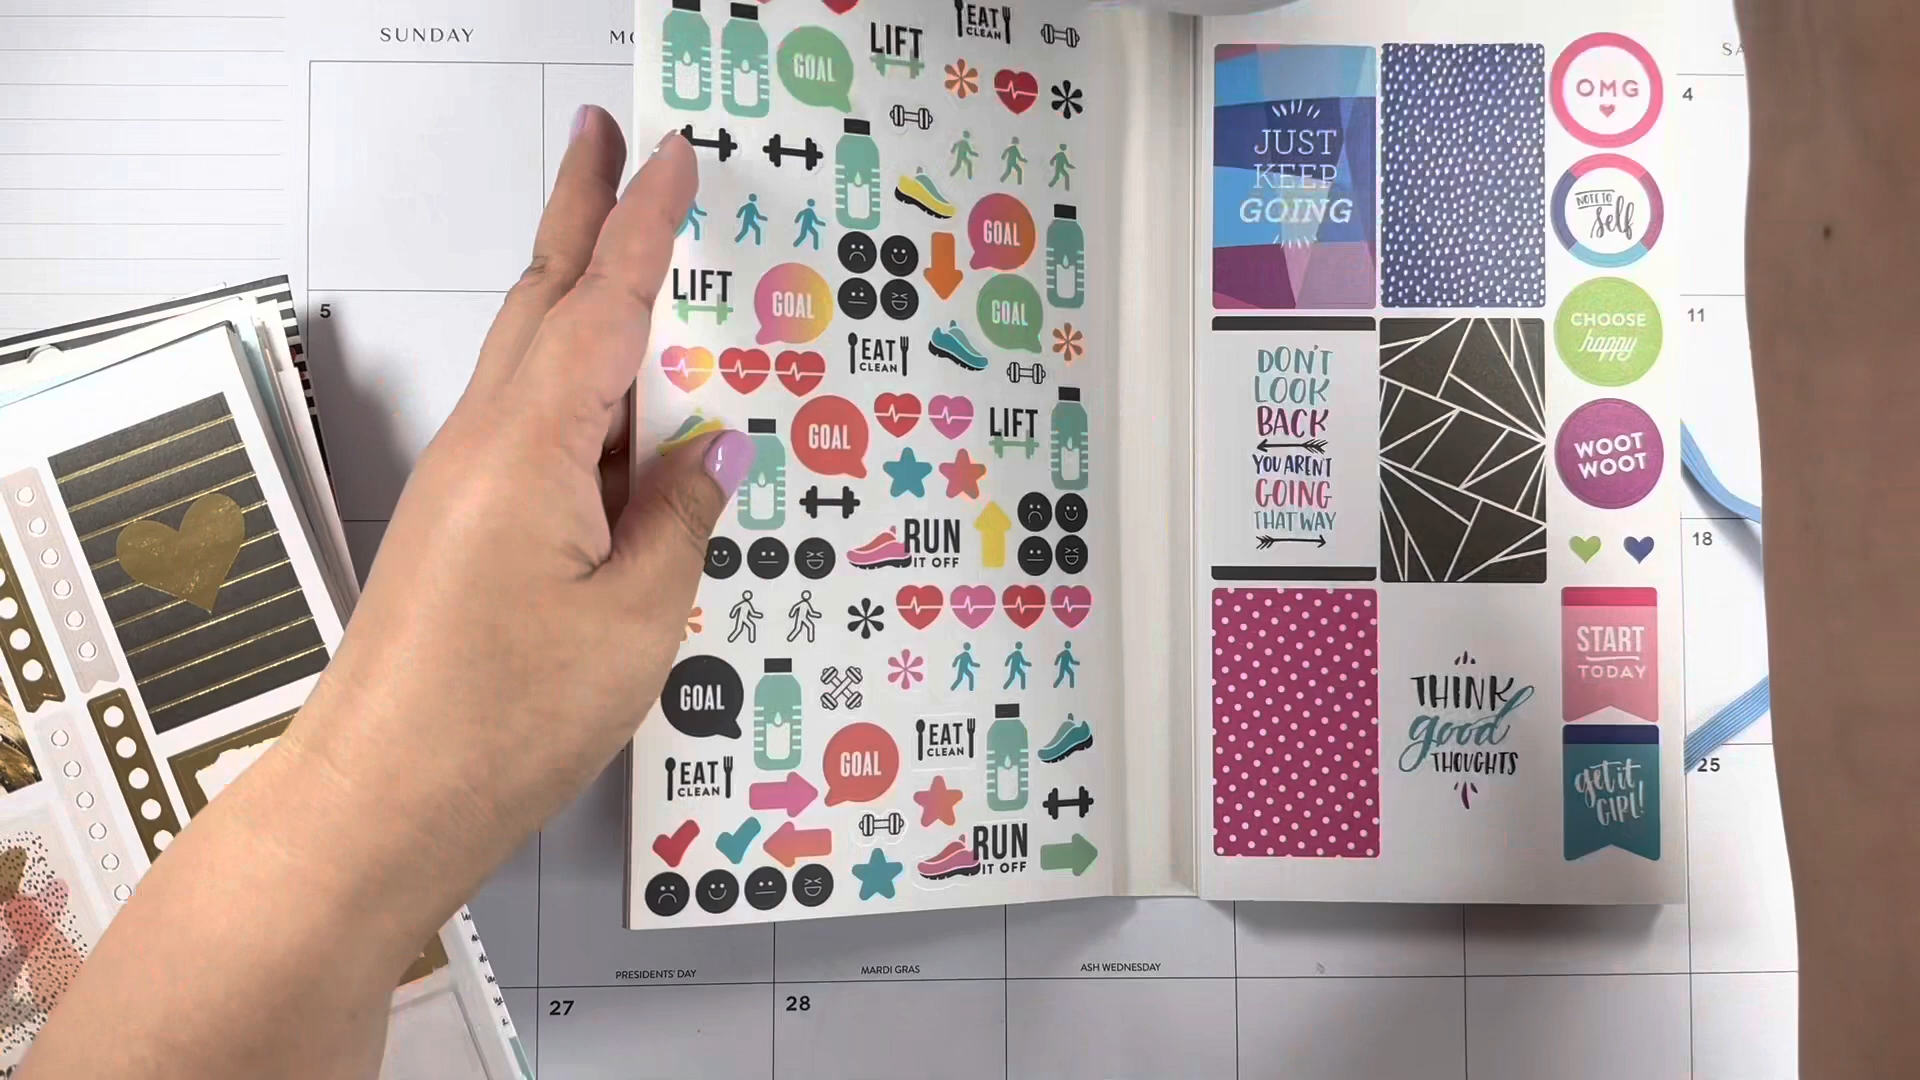 SUNDAY
4
5
11
18
25
PRESIDENTS' DAY
MARDI GRAS
ASH WEDNESDAY
27
28
EAT
CLEAN
LIFT
GOAL
GOAL
LIFT
GOAL
GOAL
EAT
CLEAN
GOAL
LIFT
RUN
IT OFF
GOAL
EAT
CLEAN
GOAL
EAT
CLEAN
RUN
IT OFF
JUST
KEEP
GOING
DON'T
LOOK
BACK
YOU AREN'T
GOING
THAT WAY
THINK
good
THOUGHTS
OMG
NOTE TO
self
CHOOSE
happy
WOOT
WOOT
START
TODAY
get it
GIRL!